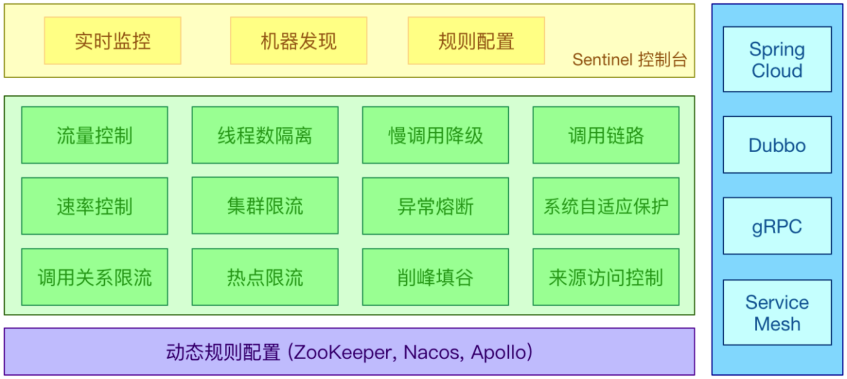 实时监控
机器发现
规则配置
Sentinel 控制台
流量控制
线程数隔离
慢调用降级
调用链路
速率控制
集群限流
异常熔断
系统自适应保护
调用关系限流
热点限流
削峰填谷
来源访问控制
动态规则配置 (ZooKeeper, Nacos, Apollo)
Spring
Cloud
Dubbo
gRPC
Service
Mesh